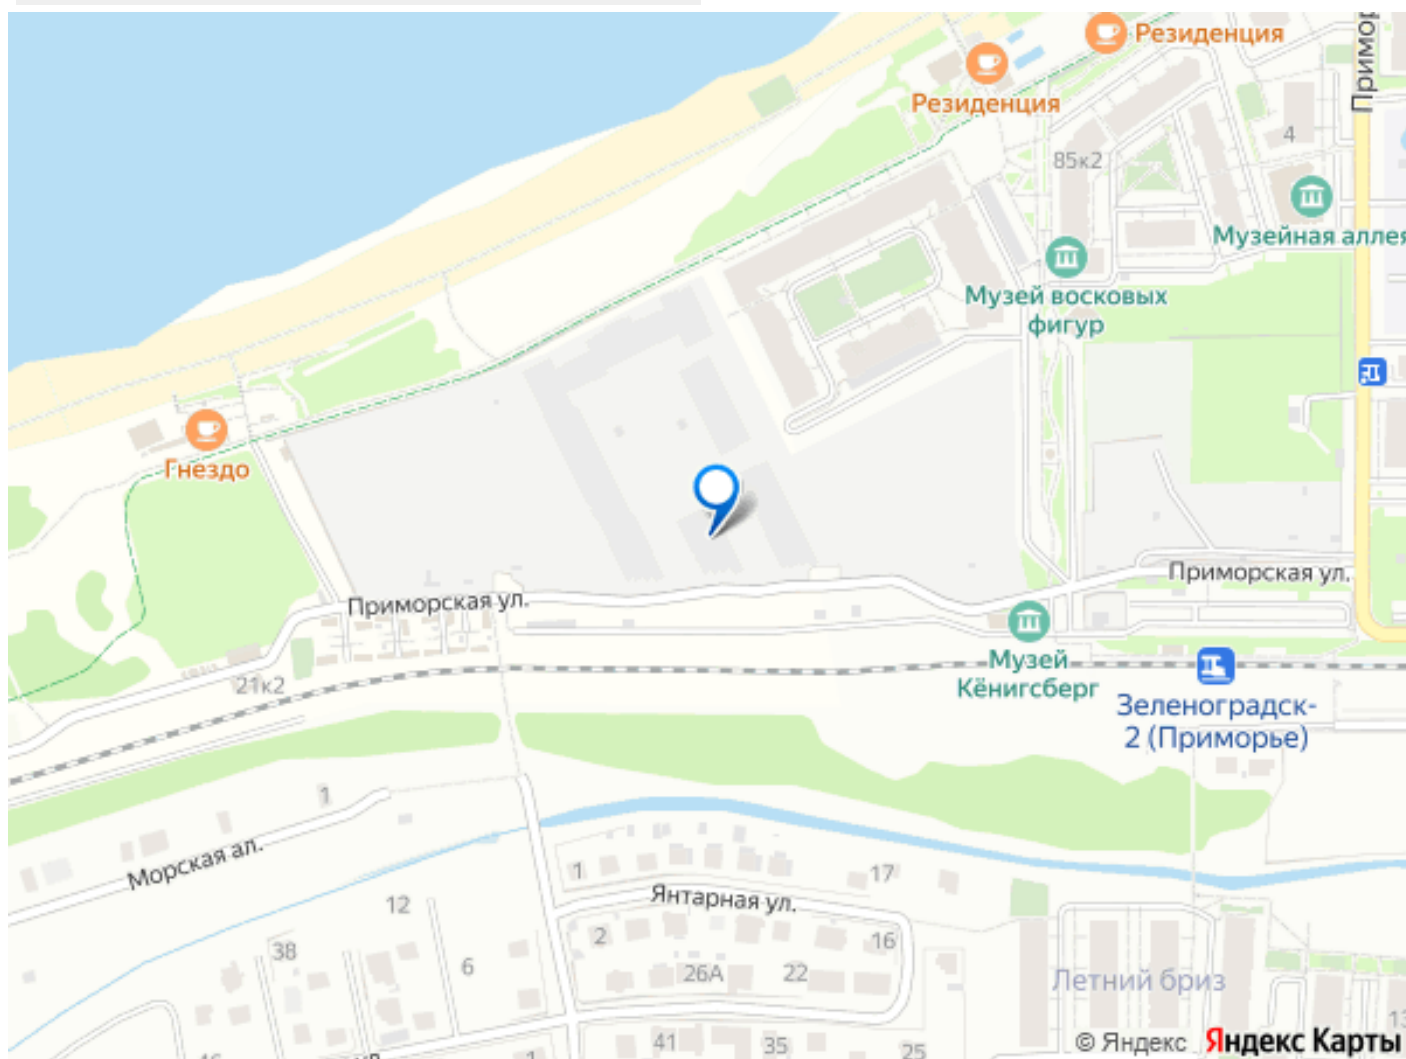 Резиденция
Резиденция
Примор
4
85к2
Музейная аллея
Музей восковых
фигур
Гнездо
Приморская ул.
Приморская ул.
21к2
Музей
Кёнигсберг
Зеленоградск-
2 (Приморье)
1
Морская ал.
1
17
Янтарная ул.
12
2
16
38
6
26А
22
Летний бриз
41
35
25
1
13
© Яндекс Яндекс Карты